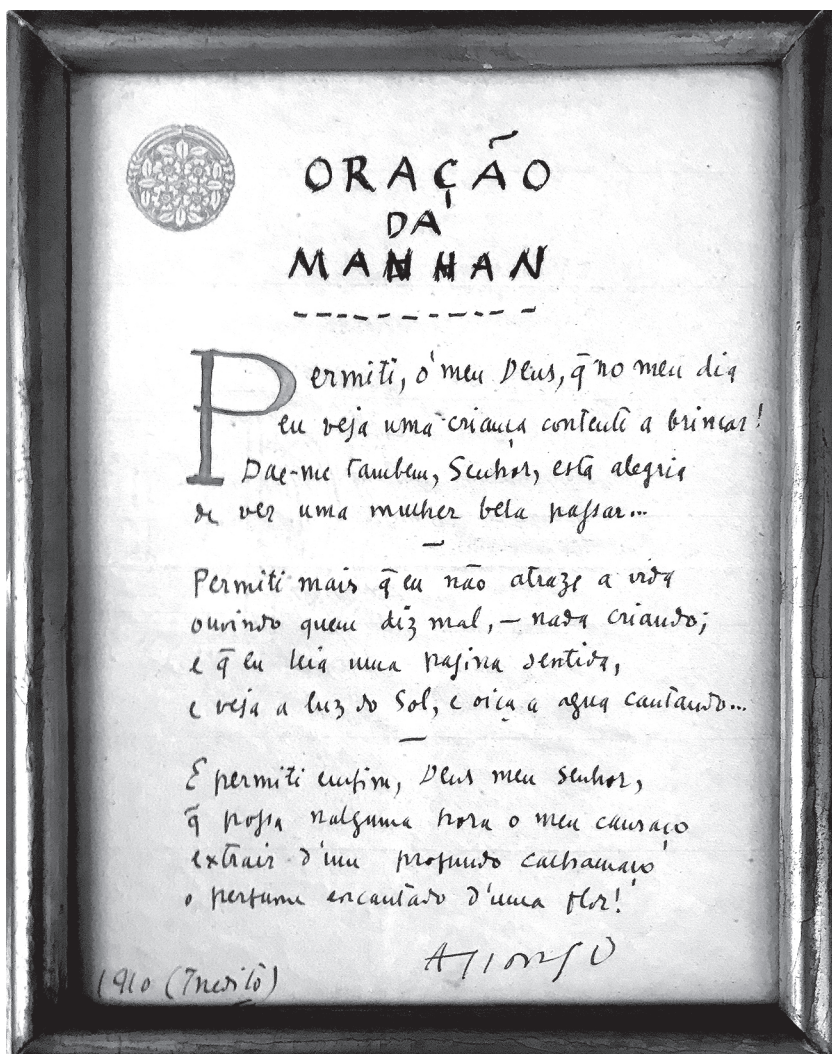 ORAÇÃO
DA
MANHAN
Permiti, ó meu Deus, q̃ no meu dia
eu veja uma criança contente a brincar!
Dae-me tambem, Senhor, esta alegria
de ver uma mulher bela passar...
—
Permiti mais q̃ eu não atraze a vida
ouvindo quem diz mal, — nada criando;
e q̃ eu leia uma pagina sentida,
e veja a luz do Sol, e oiça a agua cantando...
—
E permiti emfim, Deus meu Senhor,
q̃ possa nalguma hora o meu cansaço
extrair d'um profundo calhamaço
o perfume encantado d'uma flor!
Afonso
1910 (Inedito)